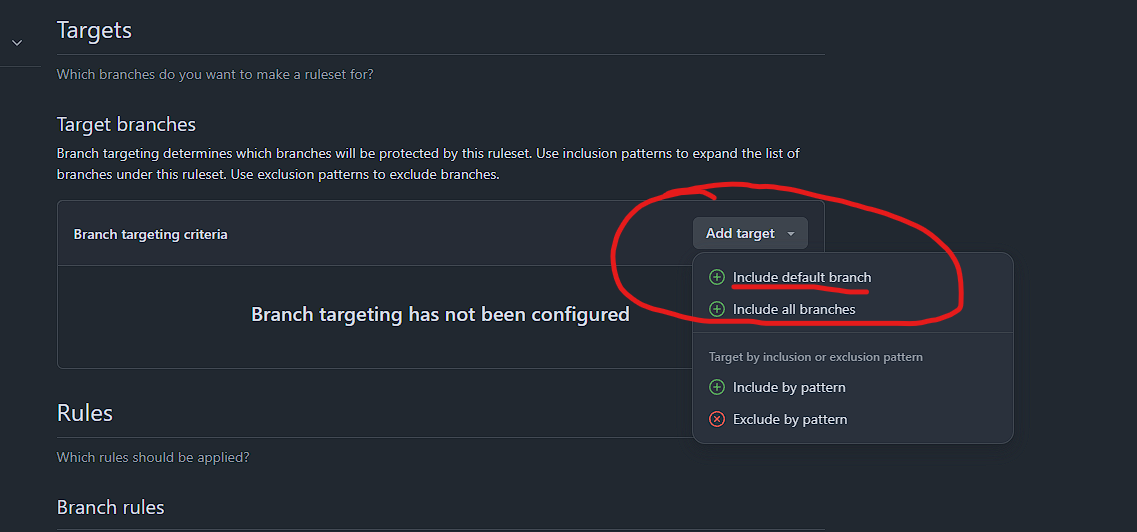 Targets
Which branches do you want to make a ruleset for?
Target branches
Branch targeting determines which branches will be protected by this ruleset. Use inclusion patterns to expand the list of
branches under this ruleset. Use exclusion patterns to exclude branches.
Branch targeting criteria
Add target
Include default branch
Include all branches
Branch targeting has not been configured
Target by inclusion or exclusion pattern
Include by pattern
Exclude by pattern
Rules
Which rules should be applied?
Branch rules